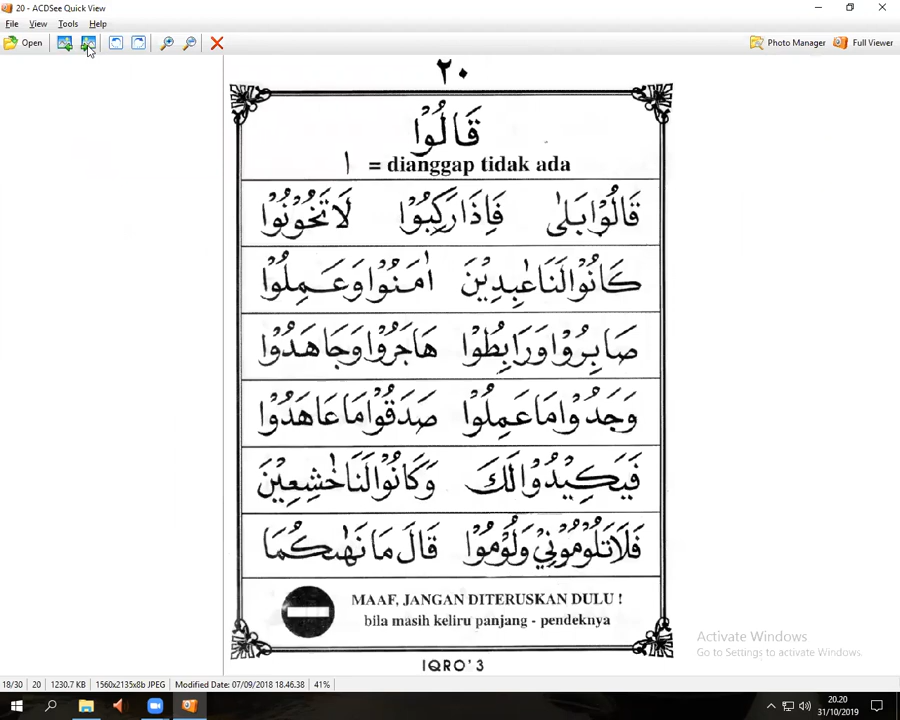 20 - ACDSee Quick View
File View Tools Help
Open Photo Manager Full Viewer
٢٠
قَالُوْا
ا = dianggap tidak ada
قَالُوْا بَلٰى فَاِذَا رَكِبُوْا لَا تَخُوْنُوْا
كَانُوْا لَنَا عٰبِدِيْنَ اٰمَنُوْا وَعَمِلُوْا
صَابِرُوْا وَرَابِطُوْا هَاجَرُوْا وَجَاهَدُوْا
وَجَدُوْا مَا عَمِلُوْا صَدَقُوْا مَا عَاهَدُوْا
فَيَكِيْدُوْا لَكَ وَكَانُوْا لَنَا خٰشِعِيْنَ
فَلَا تَلُوْمُوْنِيْ وَلُوْمُوْا قَالَ مَا نَهٰىكُمَا
MAAF, JANGAN DITERUSKAN DULU !
bila masih keliru panjang - pendeknya
IQRO' 3
Activate Windows
Go to Settings to activate Windows.
18/30 20 1230.7 KB 1560x2135x8b JPEG Modified Date: 07/09/2018 18.46.38 41%
20.20
31/10/2019